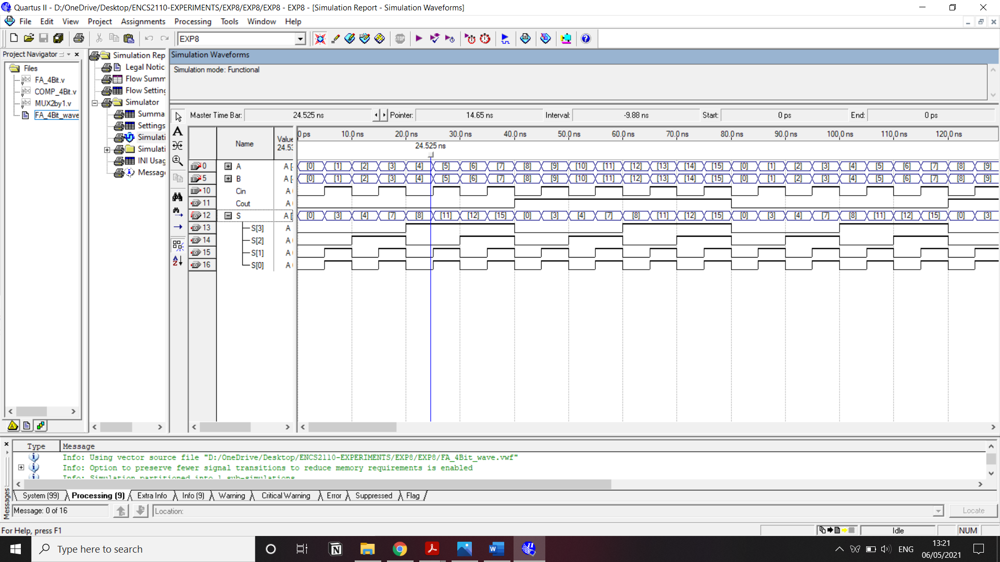 Quartus II - D:/OneDrive/Desktop/ENCS2110-EXPERIMENTS/EXP8/EXP8/EXP8 - EXP8 - [Simulation Report - Simulation Waveforms]
File Edit View Project Assignments Processing Tools Window Help
EXP8
Project Navigator
Files
FA_4Bit.v
COMP_4Bit.v
MUX2by1.v
FA_4Bit_wave
Simulation Rep
Legal Notic
Flow Summ
Flow Setting
Simulator
Summa
Settings
Simulati
Simulati
INI Usag
Messag
Simulation Waveforms
Simulation mode: Functional
Master Time Bar: 24.525 ns Pointer: 14.65 ns Interval: -9.88 ns Start: 0 ps End: 0 ps
Name Value 24.53
0 ps 10.0 ns 20.0 ns 30.0 ns 40.0 ns 50.0 ns 60.0 ns 70.0 ns 80.0 ns 90.0 ns 100.0 ns 110.0 ns 120.0 ns
24.525 ns
0 A A [ [0] [1] [2] [3] [4] [5] [6] [7] [8] [9] [10] [11] [12] [13] [14] [15] [0] [1] [2] [3] [4] [5] [6] [7] [8] [9]
5 B A [ [0] [1] [2] [3] [4] [5] [6] [7] [8] [9] [10] [11] [12] [13] [14] [15] [0] [1] [2] [3] [4] [5] [6] [7] [8] [9]
10 Cin A
11 Cout A
12 S A [ [0] [3] [4] [7] [8] [11] [12] [15] [0] [3] [4] [7] [8] [11] [12] [15] [0] [3] [4] [7] [8] [11] [12] [15] [0] [3]
13 S[3] A
14 S[2] A
15 S[1] A
16 S[0] A
Messages
Type Message
Info: Using vector source file "D:/OneDrive/Desktop/ENCS2110-EXPERIMENTS/EXP8/EXP8/FA_4Bit_wave.vwf"
Info: Option to preserve fewer signal transitions to reduce memory requirements is enabled
Info: Simulation partitioned into 1 sub-simulations
System (99) Processing (9) Extra Info Info (9) Warning Critical Warning Error Suppressed Flag
Message: 0 of 16 Location: Locate
For Help, press F1 Idle NUM
Type here to search
ENG
13:21
06/05/2021